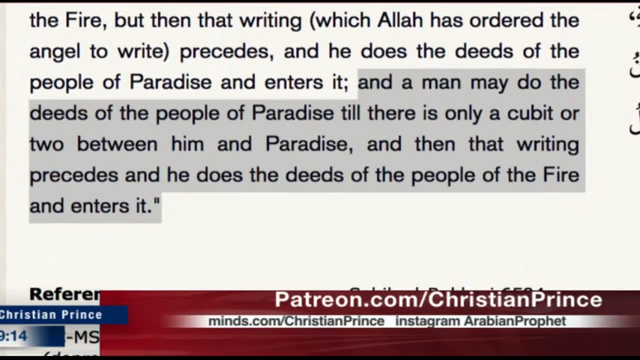 the Fire, but then that writing (which Allah has ordered the
angel to write) precedes, and he does the deeds of the
people of Paradise and enters it; and a man may do the
deeds of the people of Paradise till there is only a cubit or
two between him and Paradise, and then that writing
precedes and he does the deeds of the people of the Fire
and enters it."
Patreon.com/ChristianPrince
Christian Prince
minds.com/ChristianPrince instagram ArabianProphet
9:14
-MS